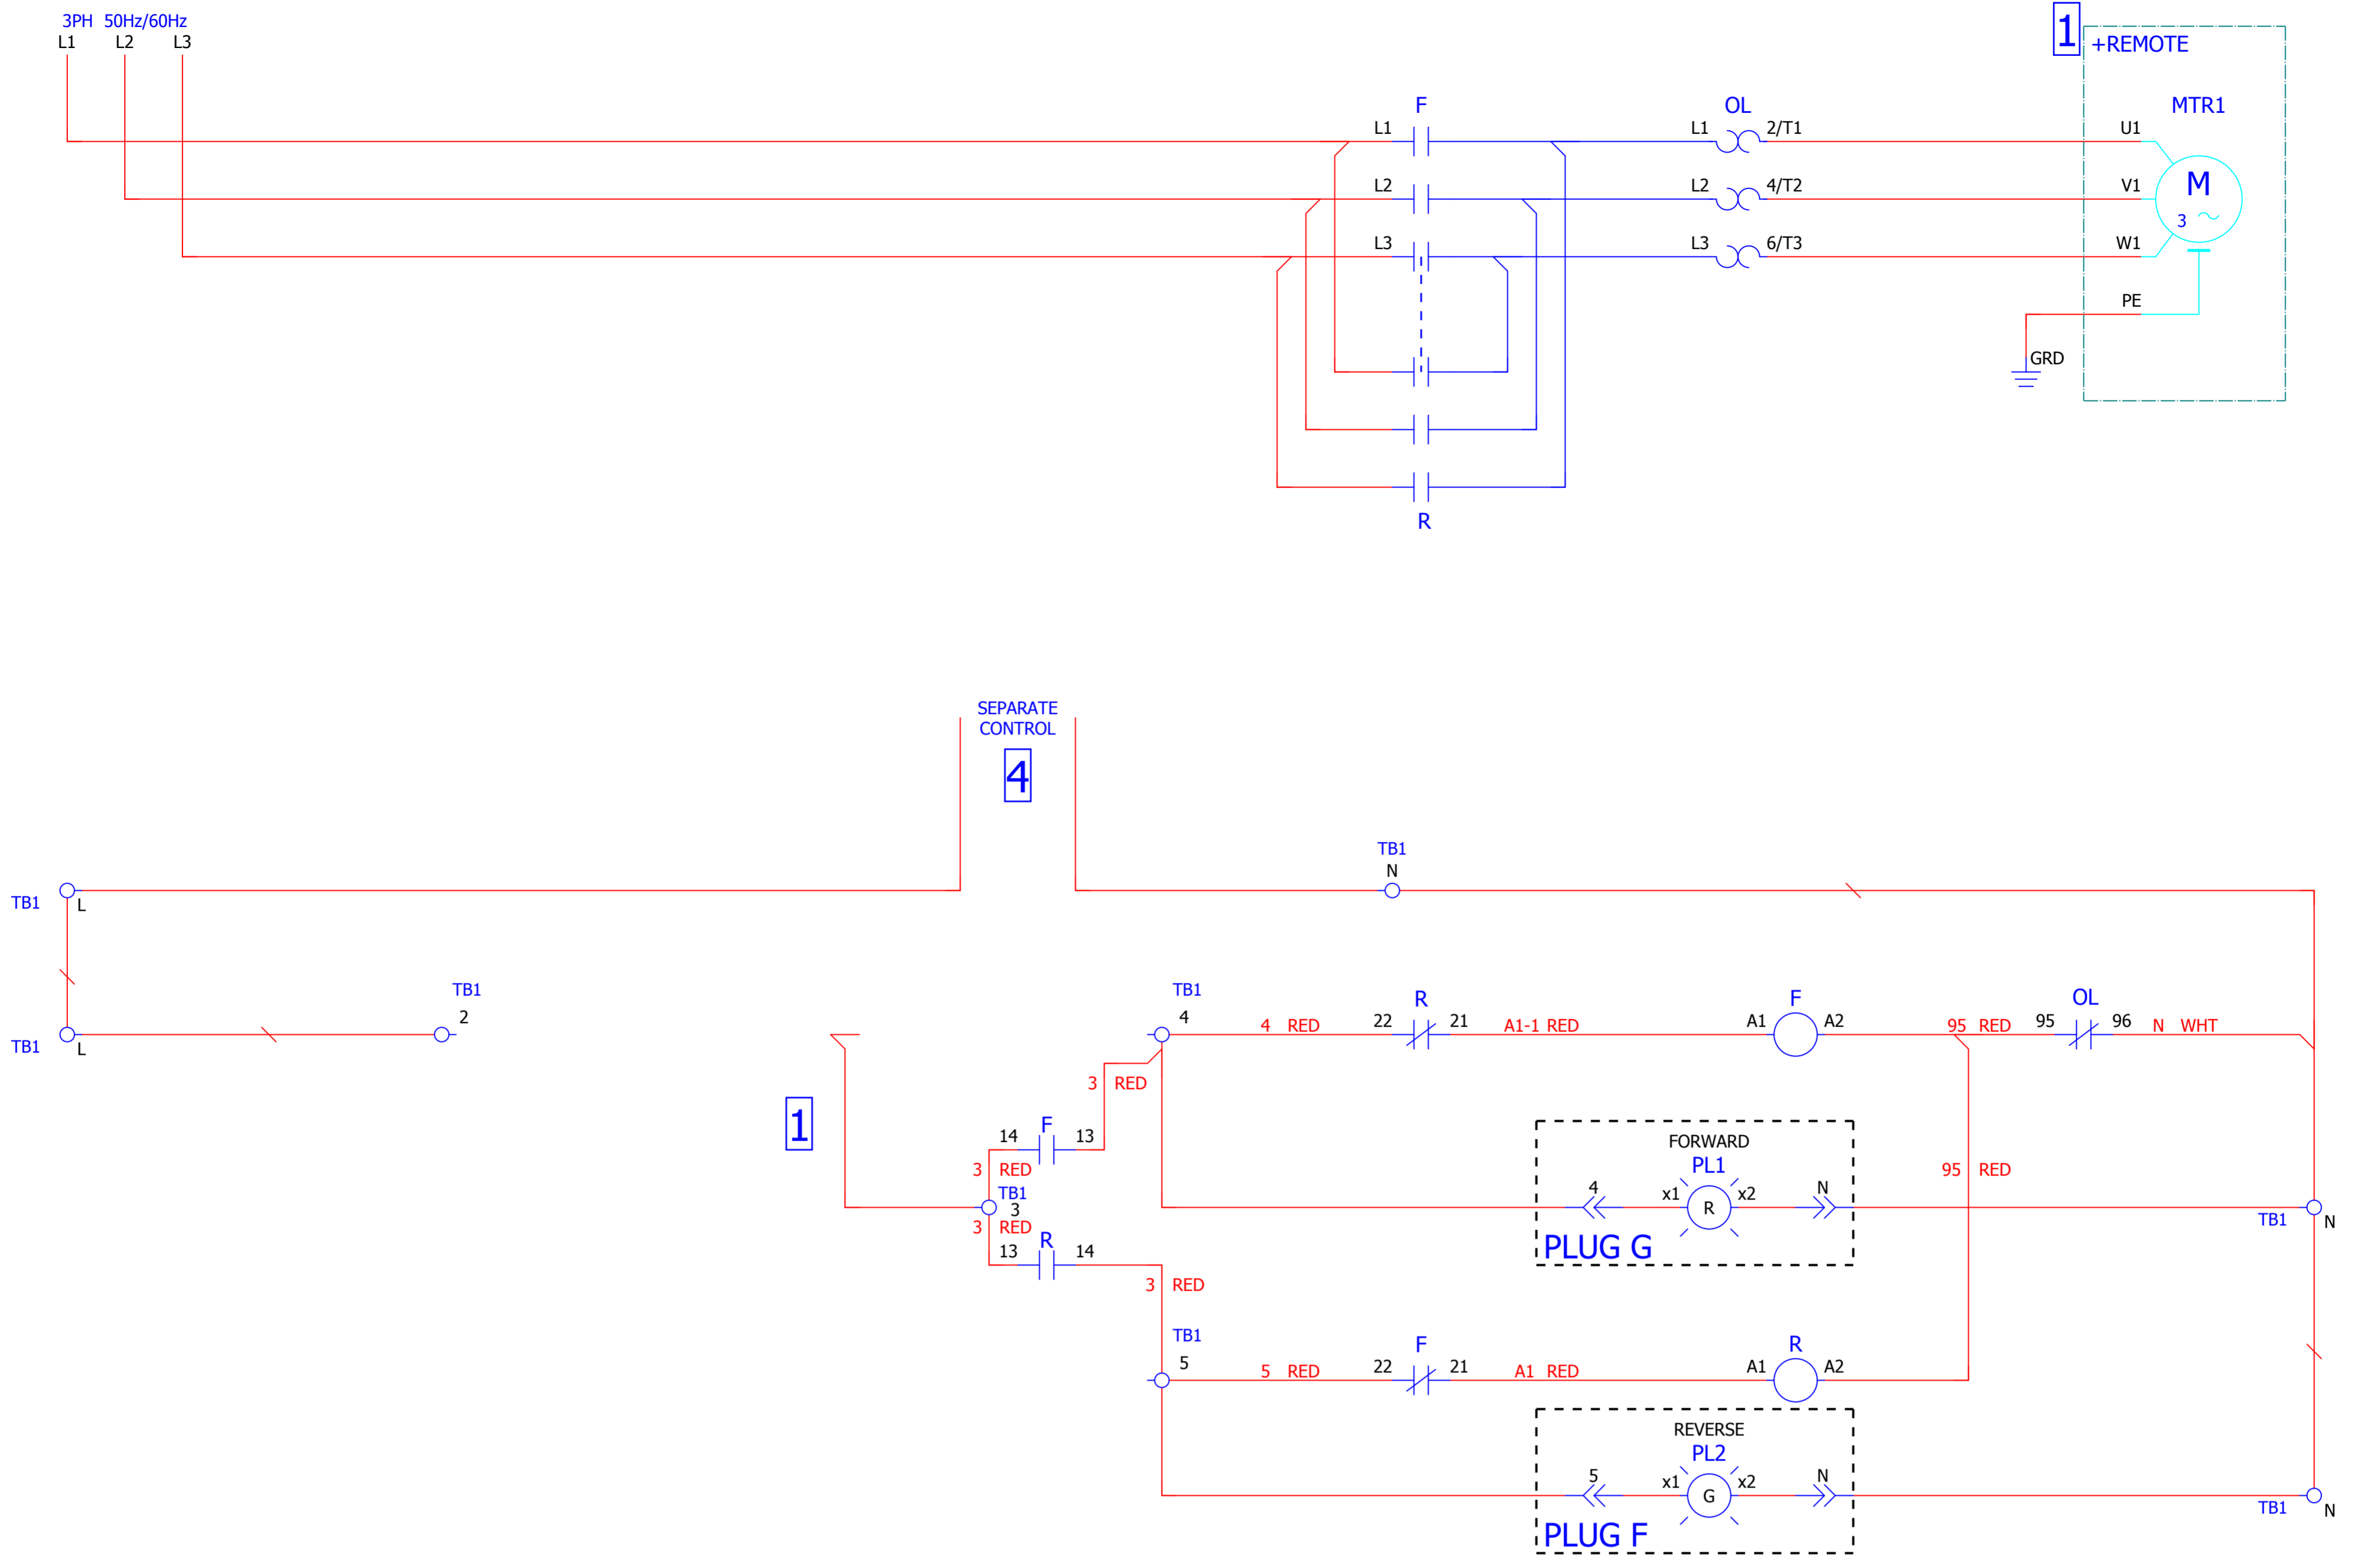 3PH 50Hz/60Hz
L1 L2 L3
1
+REMOTE
F OL MTR1
L1 L1 2/T1 U1
L2 L2 4/T2 V1
M
3
L3 L3 6/T3 W1
PE
GRD
R
SEPARATE
CONTROL
4
TB1
N
TB1 L
TB1
2
TB1 L
TB1
4
4 RED
R
22 21
A1-1 RED
F
A1 A2
95 RED
OL
95 96
N WHT
3 RED
1
F
14 13
3 RED
TB1
3
3 RED
R
13 14
3 RED
FORWARD
PL1
4 x1 R x2 N
PLUG G
95 RED
TB1 N
TB1
5
5 RED
F
22 21
A1 RED
R
A1 A2
REVERSE
PL2
5 x1 G x2 N
PLUG F
TB1 N